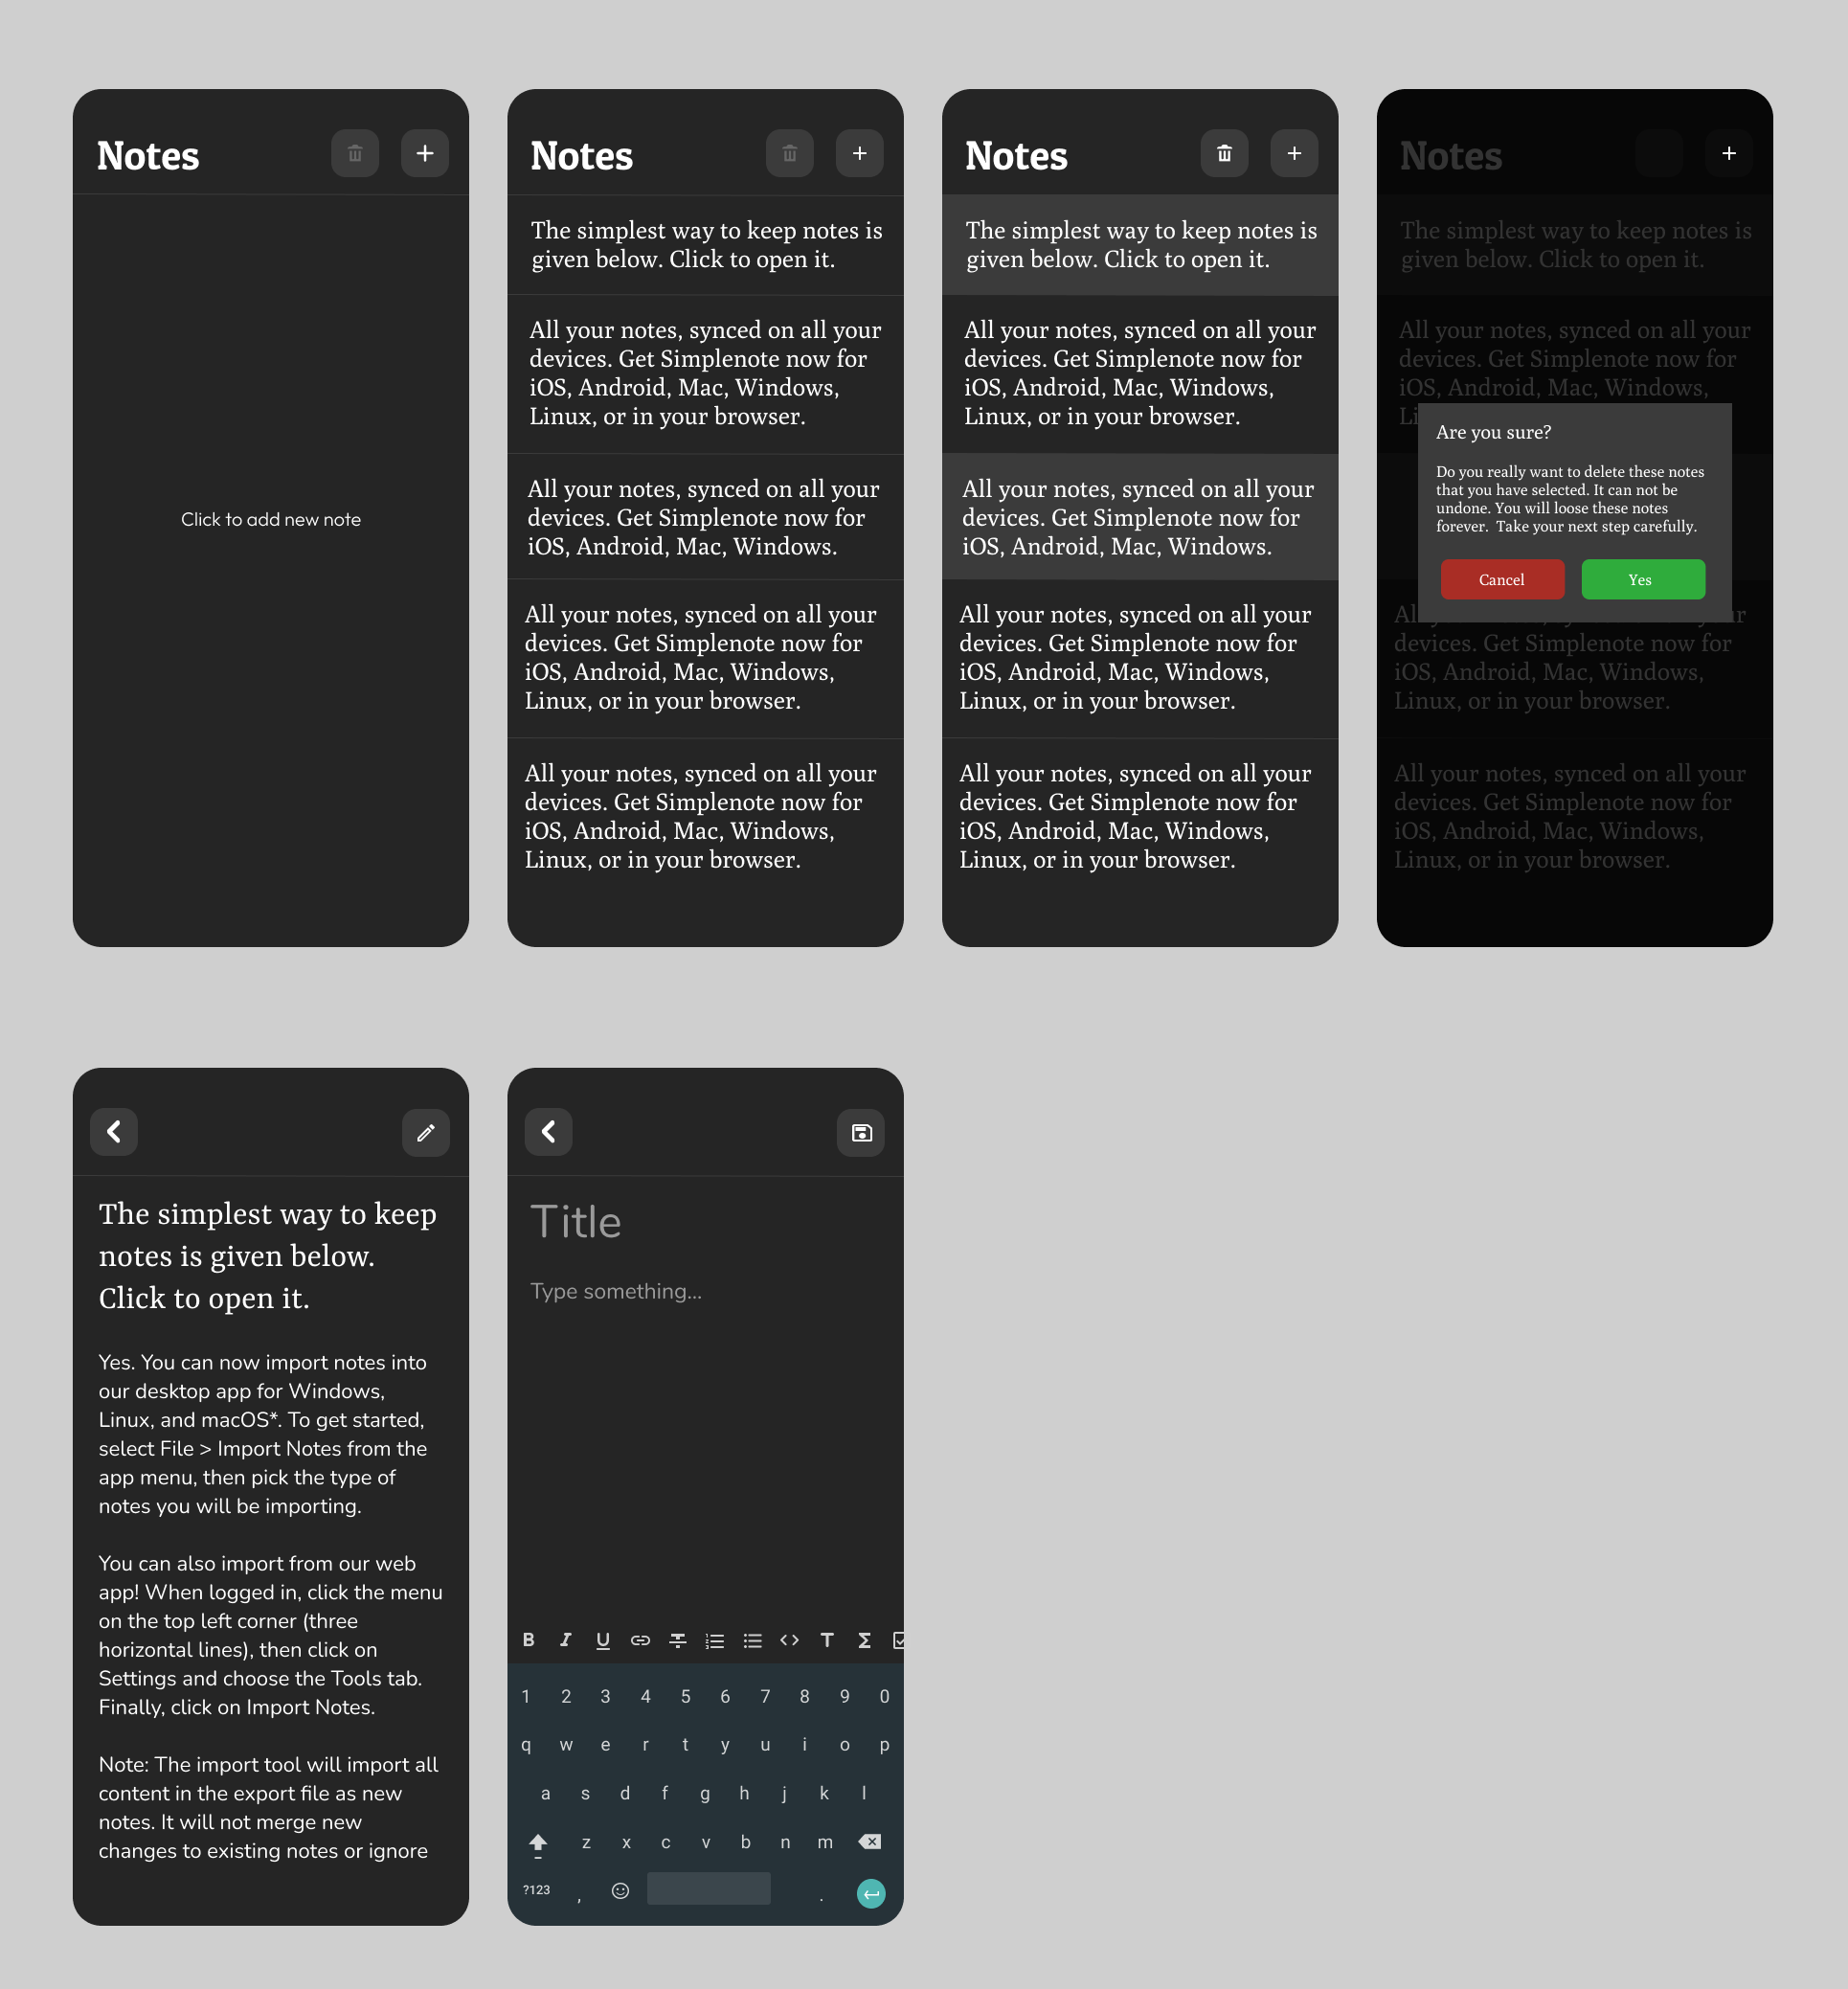 Notes
Click to add new note
Notes
The simplest way to keep notes is
given below. Click to open it.
All your notes, synced on all your
devices. Get Simplenote now for
iOS, Android, Mac, Windows,
Linux, or in your browser.
All your notes, synced on all your
devices. Get Simplenote now for
iOS, Android, Mac, Windows.
All your notes, synced on all your
devices. Get Simplenote now for
iOS, Android, Mac, Windows,
Linux, or in your browser.
All your notes, synced on all your
devices. Get Simplenote now for
iOS, Android, Mac, Windows,
Linux, or in your browser.
Notes
The simplest way to keep notes is
given below. Click to open it.
All your notes, synced on all your
devices. Get Simplenote now for
iOS, Android, Mac, Windows,
Linux, or in your browser.
All your notes, synced on all your
devices. Get Simplenote now for
iOS, Android, Mac, Windows.
All your notes, synced on all your
devices. Get Simplenote now for
iOS, Android, Mac, Windows,
Linux, or in your browser.
All your notes, synced on all your
devices. Get Simplenote now for
iOS, Android, Mac, Windows,
Linux, or in your browser.
Notes
The simplest way to keep notes is
given below. Click to open it.
All your notes, synced on all your
devices. Get Simplenote now for
iOS, Android, Mac, Windows,
Are you sure?
Do you really want to delete these notes
that you have selected. It can not be
undone. You will loose these notes
forever.  Take your next step carefully.
Cancel
Yes
devices. Get Simplenote now for
iOS, Android, Mac, Windows,
Linux, or in your browser.
All your notes, synced on all your
devices. Get Simplenote now for
iOS, Android, Mac, Windows,
Linux, or in your browser.
The simplest way to keep
notes is given below.
Click to open it.
Yes. You can now import notes into
our desktop app for Windows,
Linux, and macOS*. To get started,
select File > Import Notes from the
app menu, then pick the type of
notes you will be importing.
You can also import from our web
app! When logged in, click the menu
on the top left corner (three
horizontal lines), then click on
Settings and choose the Tools tab.
Finally, click on Import Notes.
Note: The import tool will import all
content in the export file as new
notes. It will not merge new
changes to existing notes or ignore
Title
Type something...
B I U T Σ
1 2 3 4 5 6 7 8 9 0
q w e r t y u i o p
a s d f g h j k l
z x c v b n m
?123 , .